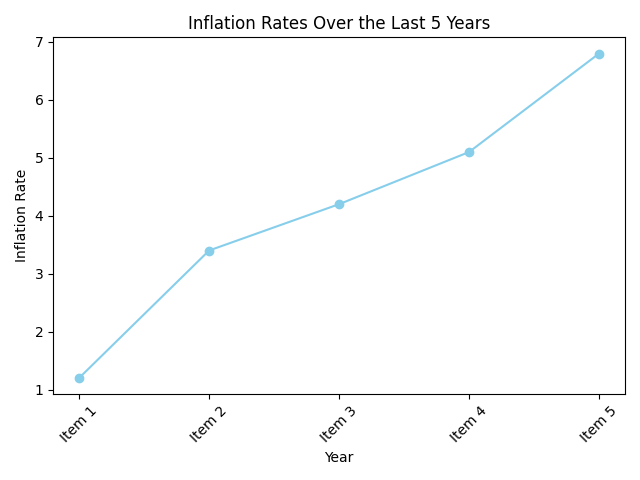 Inflation Rates Over the Last 5 Years
7
6
5
4
3
2
1
Inflation Rate
Item 1
Item 2
Item 3
Item 4
Item 5
Year